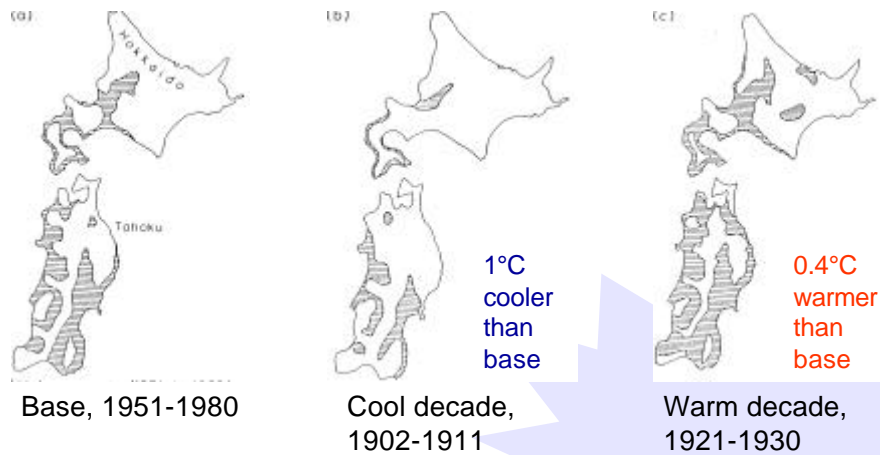 (a)
(b)
(c)
Hokkaido
Tohoku
1°C
cooler
than
base
0.4°C
warmer
than
base
Base, 1951-1980
Cool decade,
1902-1911
Warm decade,
1921-1930